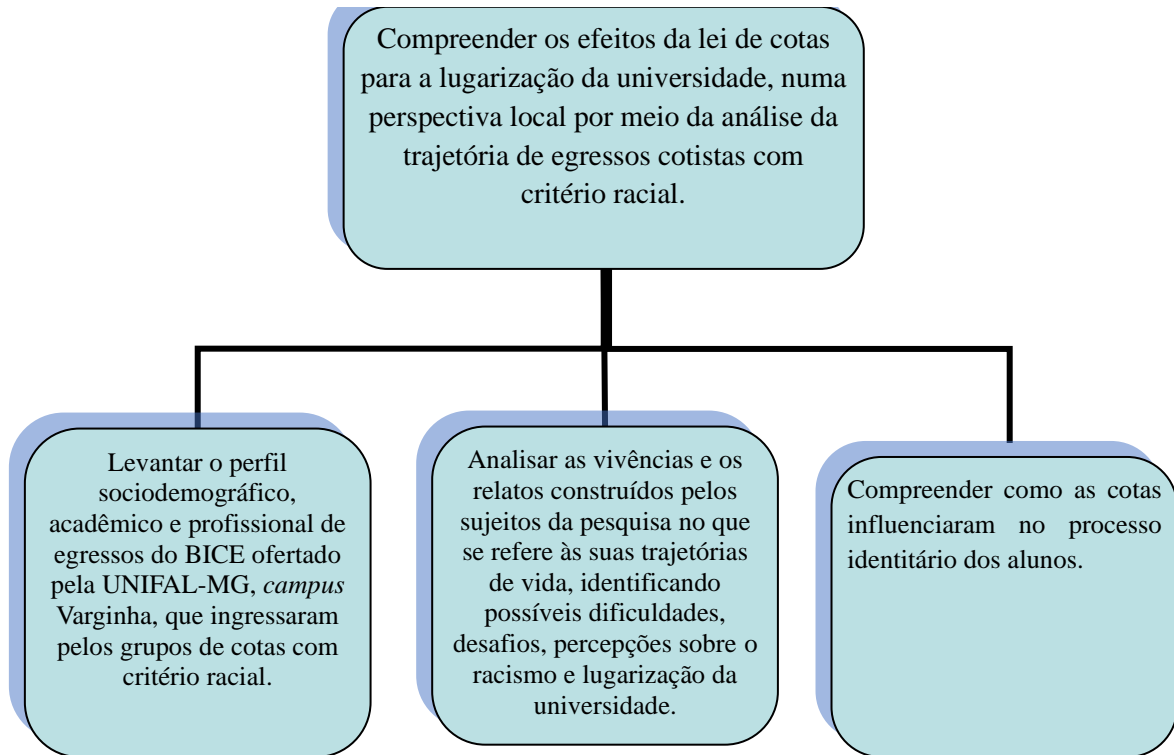 Compreender os efeitos da lei de cotas
para a lugarização da universidade, numa
perspectiva local por meio da análise da
trajetória de egressos cotistas com
critério racial.
Levantar o perfil
sociodemográfico,
acadêmico e profissional de
egressos do BICE ofertado
pela UNIFAL-MG, campus
Varginha, que ingressaram
pelos grupos de cotas com
critério racial.
Analisar as vivências e os
relatos construídos pelos
sujeitos da pesquisa no que
se refere às suas trajetórias
de vida, identificando
possíveis dificuldades,
desafios, percepções sobre o
racismo e lugarização da
universidade.
Compreender como as cotas
influenciaram no processo
identitário dos alunos.